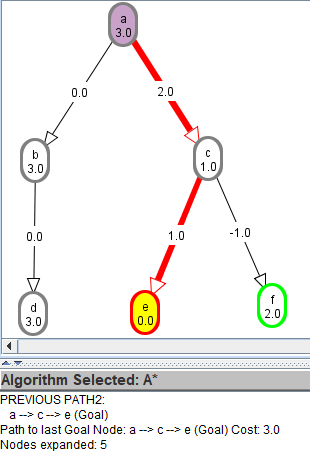 a
3.0
0.0
2.0
b
3.0
c
1.0
0.0
1.0
-1.0
d
3.0
e
0.0
f
2.0
Algorithm Selected: A*
PREVIOUS PATH2:
a --> c --> e (Goal)
Path to last Goal Node: a --> c --> e (Goal) Cost: 3.0
Nodes expanded: 5